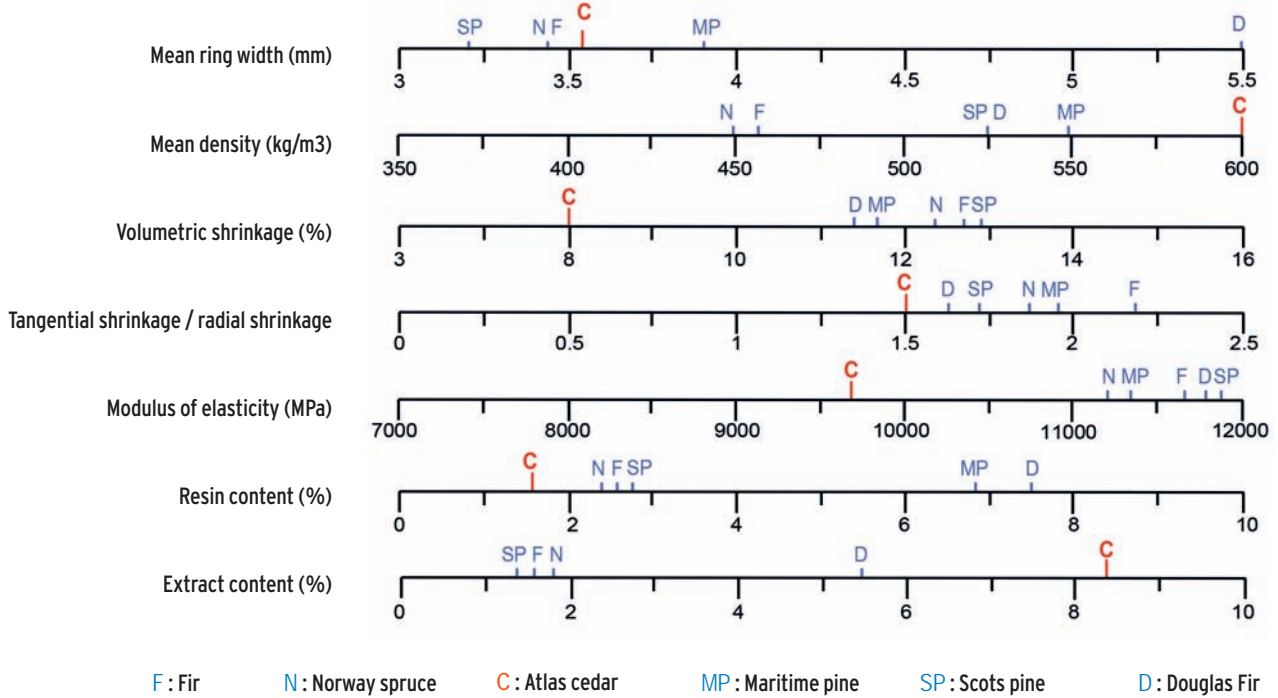 SP N F C MP D
Mean ring width (mm)
3 3.5 4 4.5 5 5.5
N F SP D MP C
Mean density (kg/m3)
350 400 450 500 550 600
C D MP N F SP
Volumetric shrinkage (%)
3 8 10 12 14 16
C D SP N MP F
Tangential shrinkage / radial shrinkage
0 0.5 1 1.5 2 2.5
C N MP F D SP
Modulus of elasticity (MPa)
7000 8000 9000 10000 11000 12000
C N F SP MP D
Resin content (%)
0 2 4 6 8 10
SP F N D C
Extract content (%)
0 2 4 6 8 10
F : Fir N : Norway spruce C : Atlas cedar MP : Maritime pine SP : Scots pine D : Douglas Fir